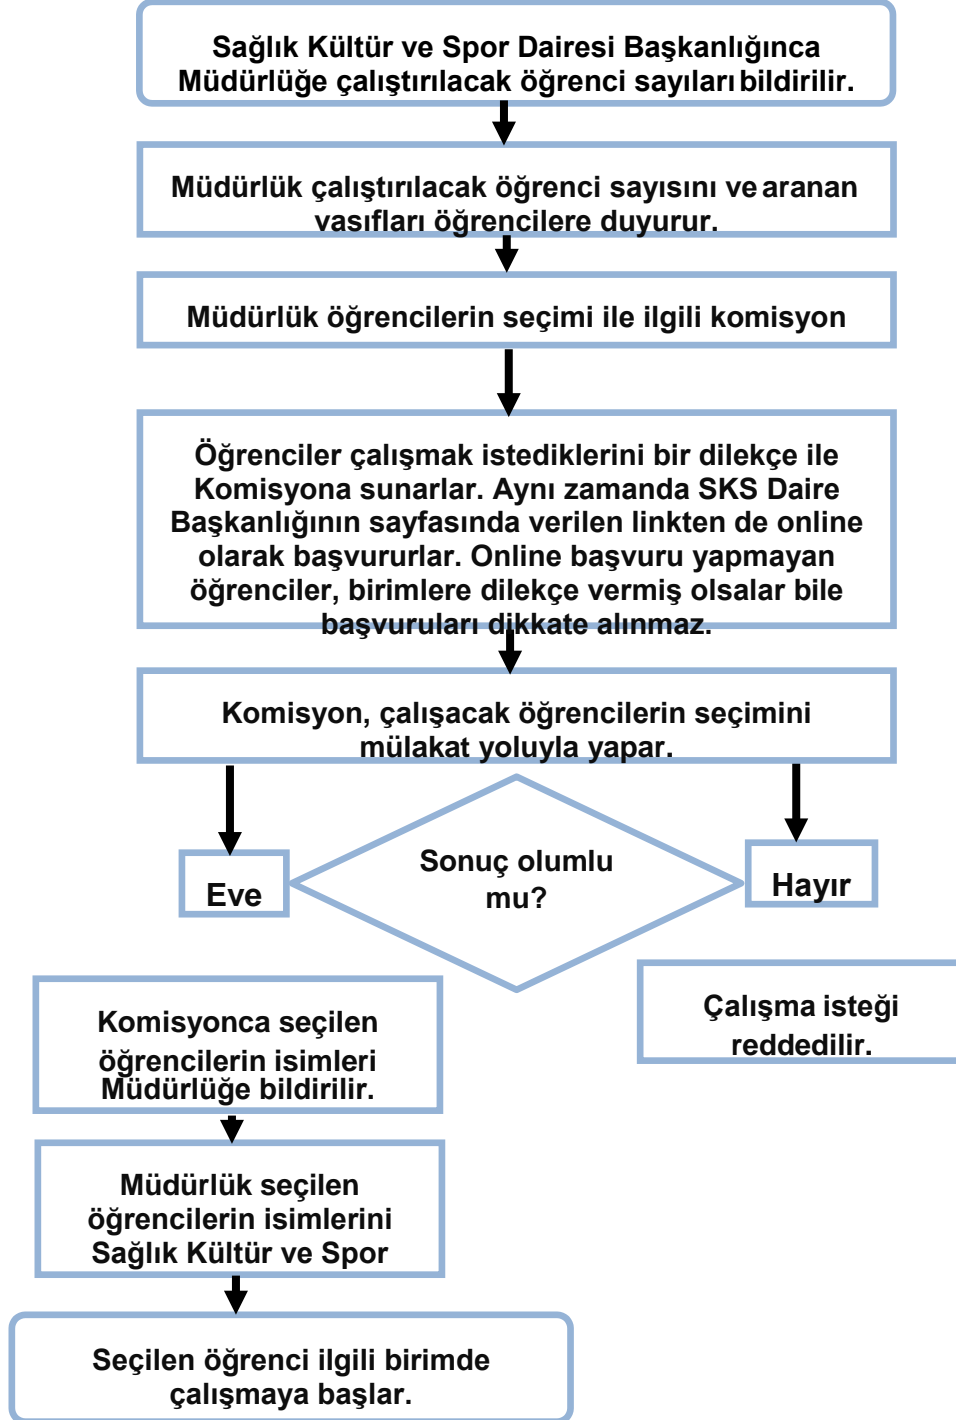 Sağlık Kültür ve Spor Dairesi Başkanlığınca
Müdürlüğe çalıştırılacak öğrenci sayıları bildirilir.
Müdürlük çalıştırılacak öğrenci sayısını ve aranan
vasıfları öğrencilere duyurur.
Müdürlük öğrencilerin seçimi ile ilgili komisyon
Öğrenciler çalışmak istediklerini bir dilekçe ile
Komisyona sunarlar. Aynı zamanda SKS Daire
Başkanlığının sayfasında verilen linkten de online
olarak başvururlar. Online başvuru yapmayan
öğrenciler, birimlere dilekçe vermiş olsalar bile
başvuruları dikkate alınmaz.
Komisyon, çalışacak öğrencilerin seçimini
mülakat yoluyla yapar.
Sonuç olumlu
mu?
Eve
Hayır
Komisyonca seçilen
öğrencilerin isimleri
Müdürlüğe bildirilir.
Çalışma isteği
reddedilir.
Müdürlük seçilen
öğrencilerin isimlerini
Sağlık Kültür ve Spor
Seçilen öğrenci ilgili birimde
çalışmaya başlar.